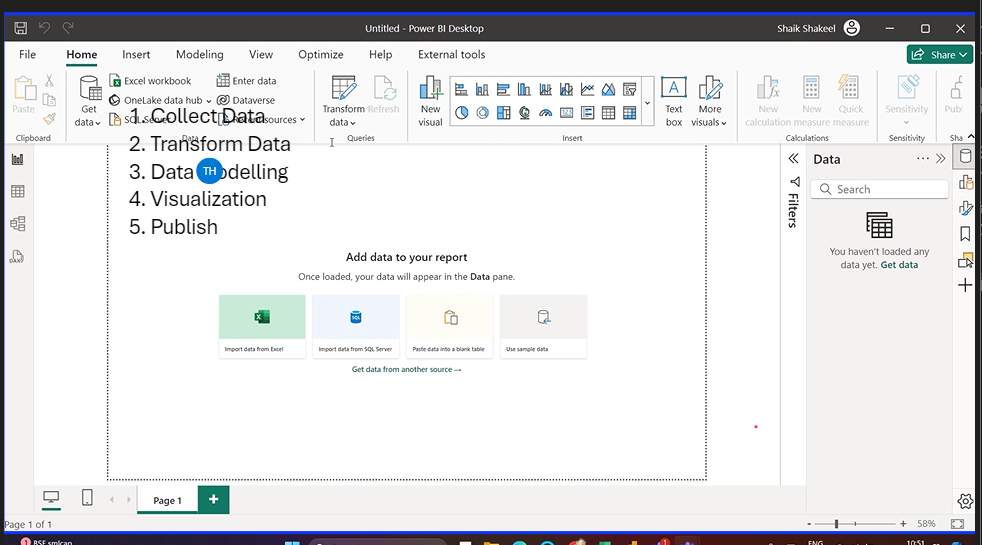 Untitled - Power BI Desktop
Shaik Shakeel
File Home Insert Modeling View Optimize Help External tools
Share
Paste
Clipboard
Get data
Excel workbook
OneLake data hub
SQL Server
Enter data
Dataverse
Recent sources
Data
Transform data
Refresh
Queries
New visual
Text box
More visuals
Insert
New calculation
New measure
Quick measure
Calculations
Sensitivity
Sensitivity
Publ
Sha
1. Collect Data
2. Transform Data
3. Data Modelling
TH
4. Visualization
5. Publish
Add data to your report
Once loaded, your data will appear in the Data pane.
Import data from Excel
Import data from SQL Server
Paste data into a blank table
Use sample data
Get data from another source →
Filters
Data
Search
You haven't loaded any
data yet. Get data
Page 1
Page 1 of 1
58%
ENG
10:51